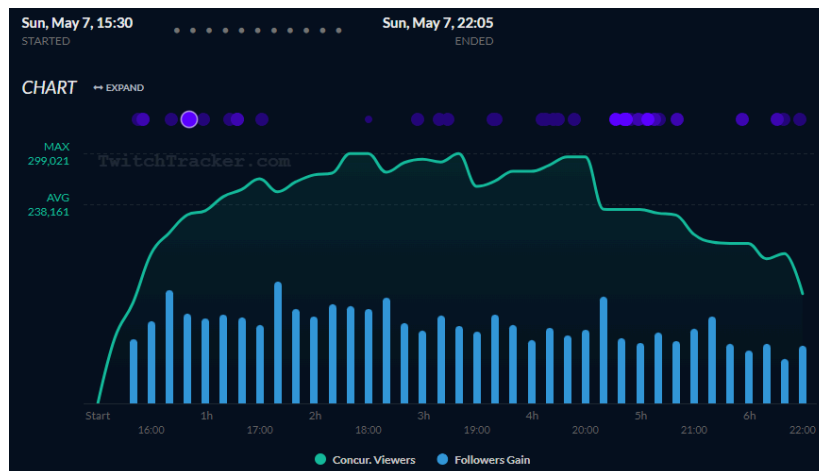 Sun, May 7, 15:30
STARTED
Sun, May 7, 22:05
ENDED
CHART
↔ EXPAND
MAX
299,021
TwitchTracker.com
AVG
238,161
Start 1h 2h 3h 4h 5h 6h
16:00 17:00 18:00 19:00 20:00 21:00 22:00
Concur. Viewers Followers Gain